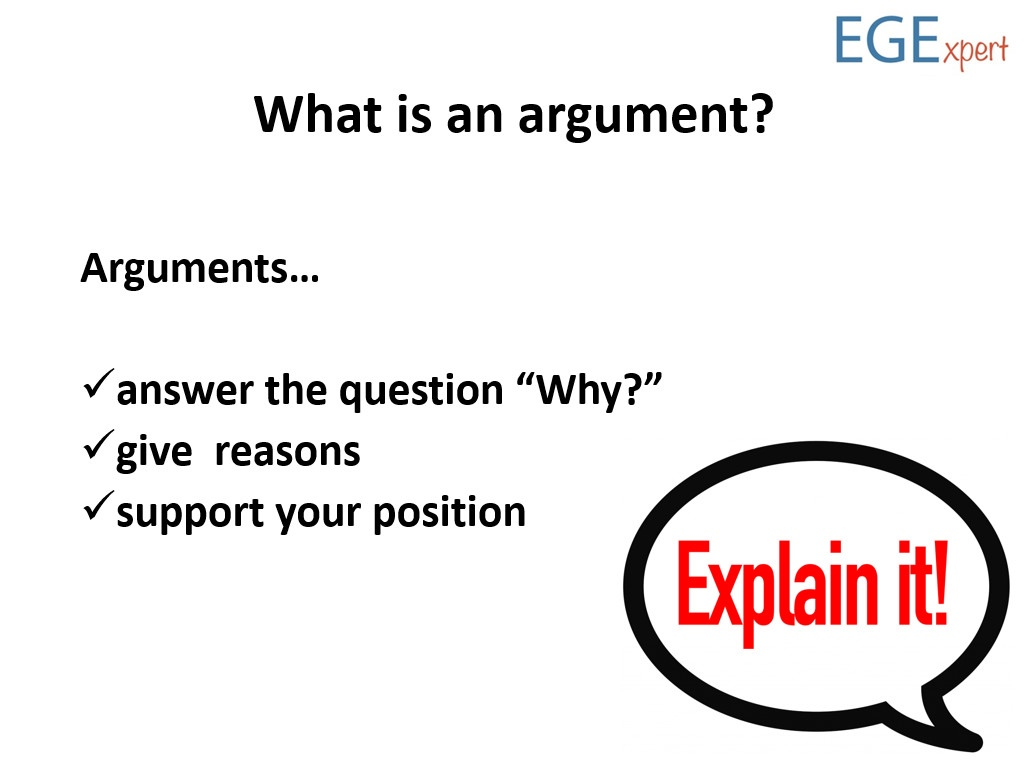 EGExpert
What is an argument?
Arguments…
✓answer the question “Why?”
✓give reasons
✓support your position
Explain it!